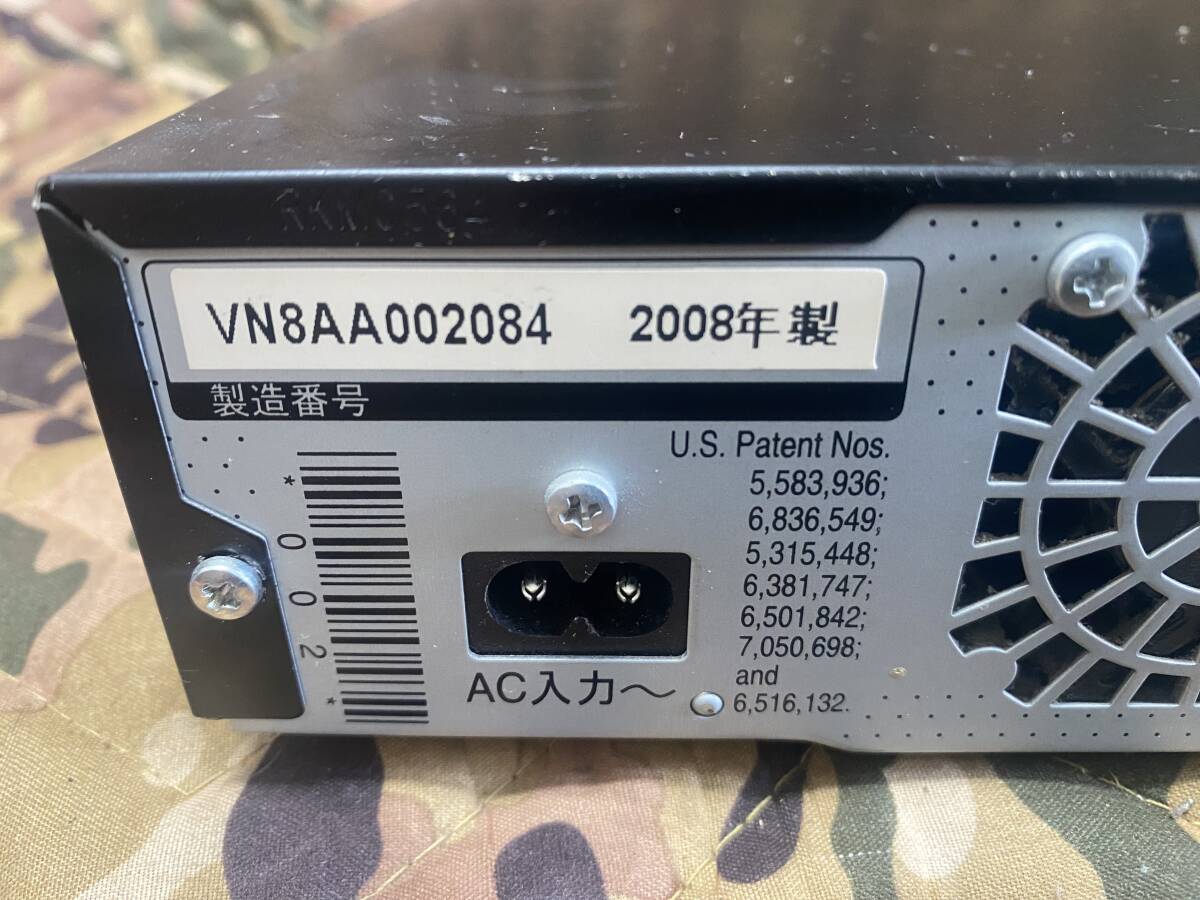 VN8AA002084 2008年製
製造番号
*002*
U.S. Patent Nos.
5,583,936;
6,836,549;
5,315,448;
6,381,747;
6,501,842;
7,050,698;
and
6,516,132.
AC入力～